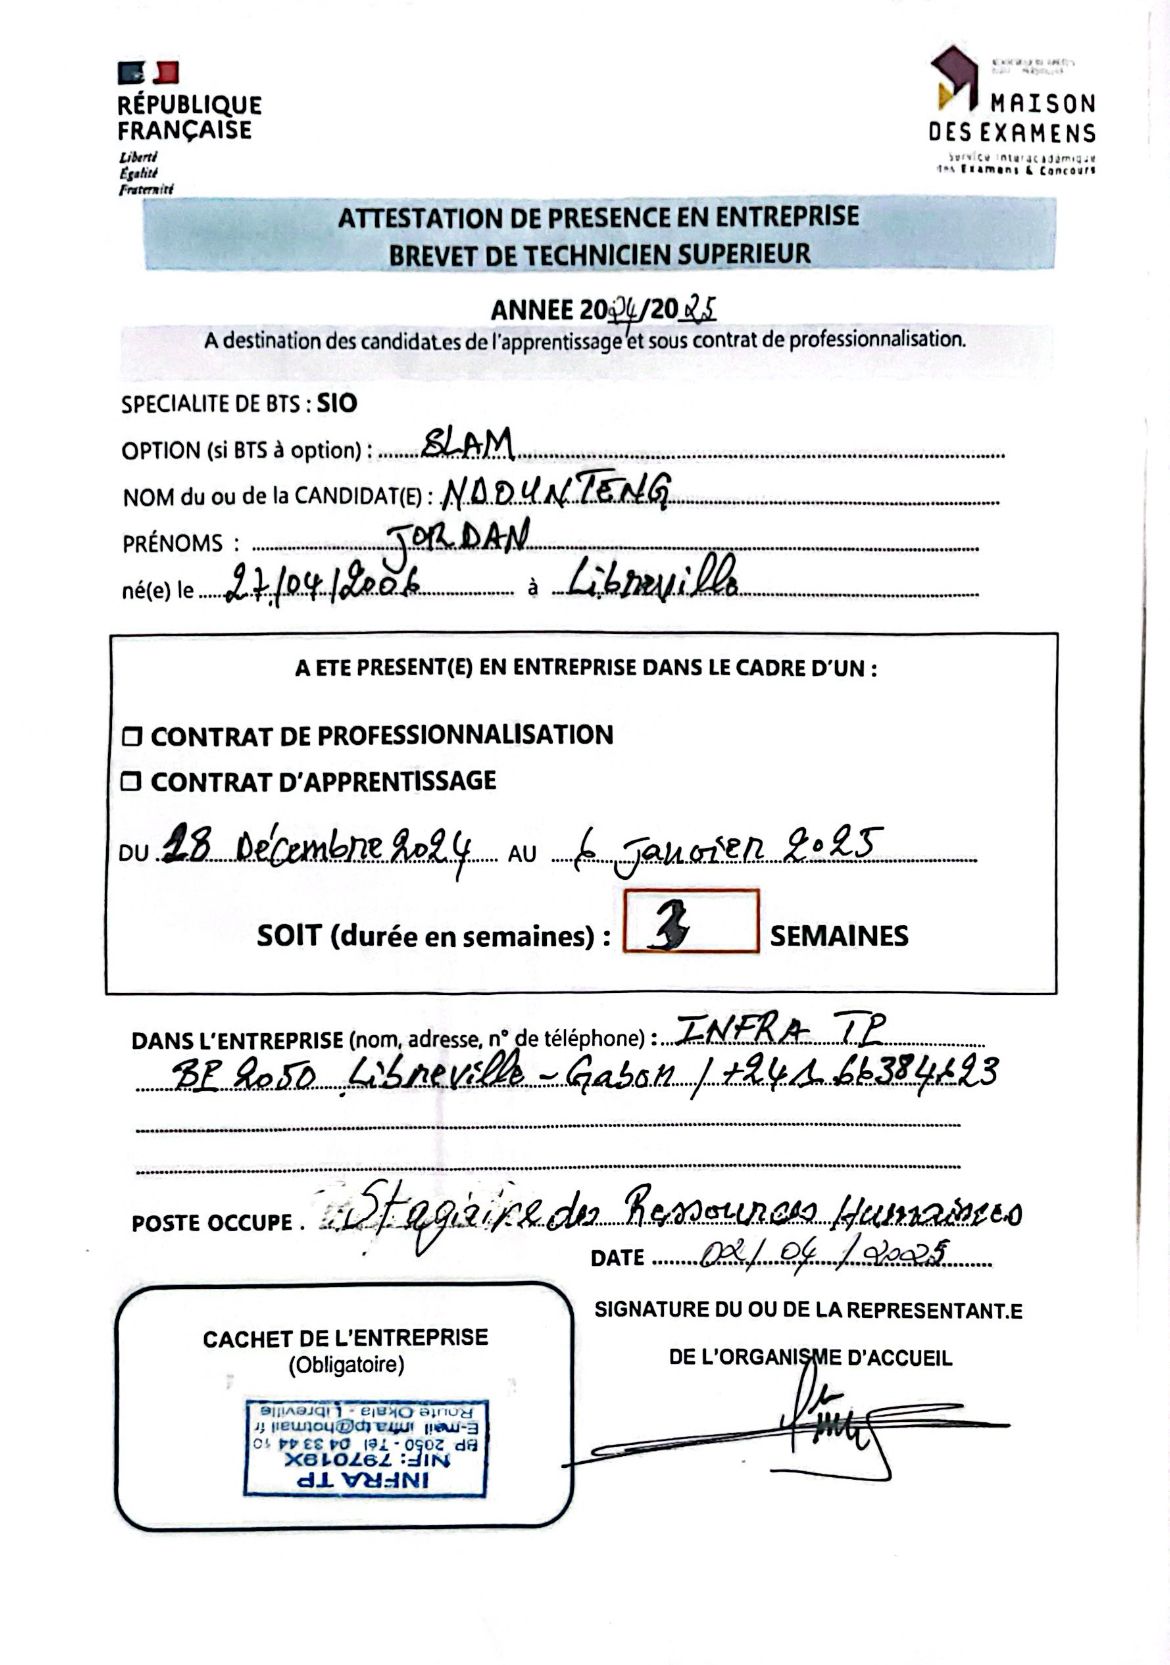 RÉPUBLIQUE
FRANÇAISE
Liberté
Égalité
Fraternité
MAISON
DES EXAMENS
Service interacadémique
des Examens & Concours
ATTESTATION DE PRESENCE EN ENTREPRISE
BREVET DE TECHNICIEN SUPERIEUR
ANNEE 2024/2025
A destination des candidat.es de l'apprentissage et sous contrat de professionnalisation.
SPECIALITE DE BTS : SIO
OPTION (si BTS à option) : SLAM
NOM du ou de la CANDIDAT(E) : NDOUNTENG
PRÉNOMS : JORDAN
né(e) le 27/04/2006 à Libreville
A ETE PRESENT(E) EN ENTREPRISE DANS LE CADRE D'UN :
☐ CONTRAT DE PROFESSIONNALISATION
☐ CONTRAT D'APPRENTISSAGE
DU 18 Décembre 2024 AU 6 Janvier 2025
SOIT (durée en semaines) : 3 SEMAINES
DANS L'ENTREPRISE (nom, adresse, n° de téléphone) : INFRA TP
BP 2050 Libreville - Gabon / +241
POSTE OCCUPE . Stagiaire des Ressources Humaines
DATE 02/04/2025
SIGNATURE DU OU DE LA REPRESENTANT.E
DE L'ORGANISME D'ACCUEIL
CACHET DE L'ENTREPRISE
(Obligatoire)
INFRA TP
NIF: 797019X
BP 2050 - Tél 04 33 44 10
E-mail infra tp@hotmail fr
Route Okala - Libreville